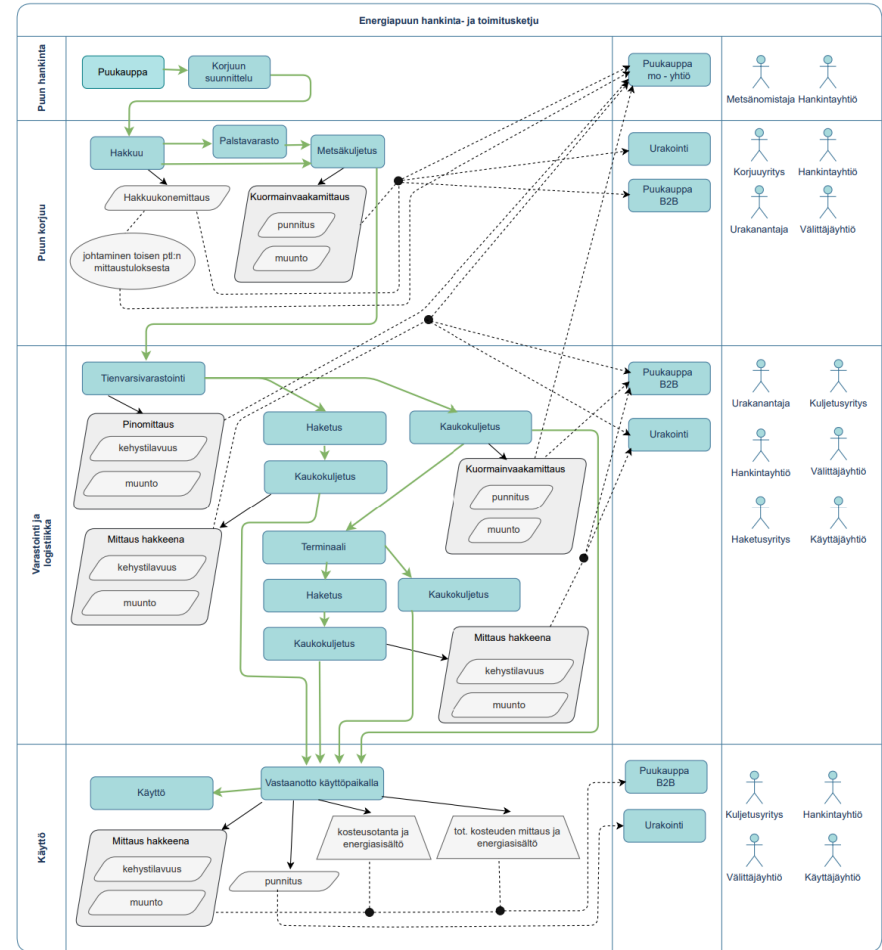 Energiapuun hankinta- ja toimitusketju
Puun hankinta
Puukauppa
Korjuun
suunnittelu
Puukauppa
mo - yhtiö
Metsänomistaja
Hankintayhtiö
Puun korjuu
Hakkuu
Palstavarasto
Metsäkuljetus
Hakkuukonemittaus
johtaminen toisen ptl:n
mittaustuloksesta
Kuormainvaakamittaus
punnitus
muunto
Urakointi
Puukauppa
B2B
Korjuuyritys
Hankintayhtiö
Urakanantaja
Välittäjäyhtiö
Varastointi ja
logistiikka
Tienvarsivarastointi
Pinomittaus
kehystilavuus
muunto
Mittaus hakkeena
kehystilavuus
muunto
Haketus
Kaukokuljetus
Terminaali
Haketus
Kaukokuljetus
Kaukokuljetus
Kuormainvaakamittaus
punnitus
muunto
Kaukokuljetus
Mittaus hakkeena
kehystilavuus
muunto
Puukauppa
B2B
Urakointi
Urakanantaja
Kuljetusyritys
Hankintayhtiö
Välittäjäyhtiö
Haketusyritys
Käyttäjäyhtiö
Käyttö
Käyttö
Vastaanotto käyttöpaikalla
Mittaus hakkeena
kehystilavuus
muunto
punnitus
kosteusotanta ja
energiasisältö
tot. kosteuden mittaus ja
energiasisältö
Puukauppa
B2B
Urakointi
Kuljetusyritys
Hankintayhtiö
Välittäjäyhtiö
Käyttäjäyhtiö